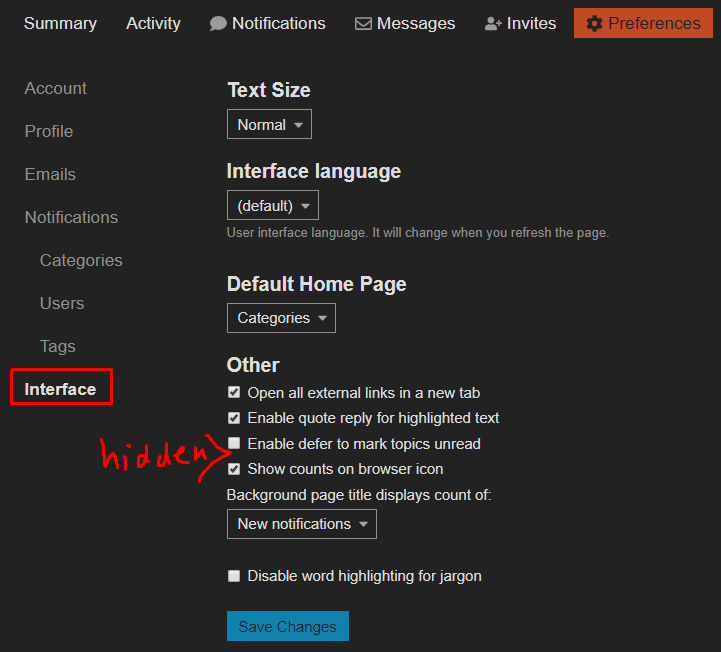 Summary Activity Notifications Messages Invites Preferences
Account
Profile
Emails
Notifications
Categories
Users
Tags
Interface
Text Size
Normal
Interface language
(default)
User interface language. It will change when you refresh the page.
Default Home Page
Categories
Other
Open all external links in a new tab
Enable quote reply for highlighted text
hidden
Enable defer to mark topics unread
Show counts on browser icon
Background page title displays count of:
New notifications
Disable word highlighting for jargon
Save Changes